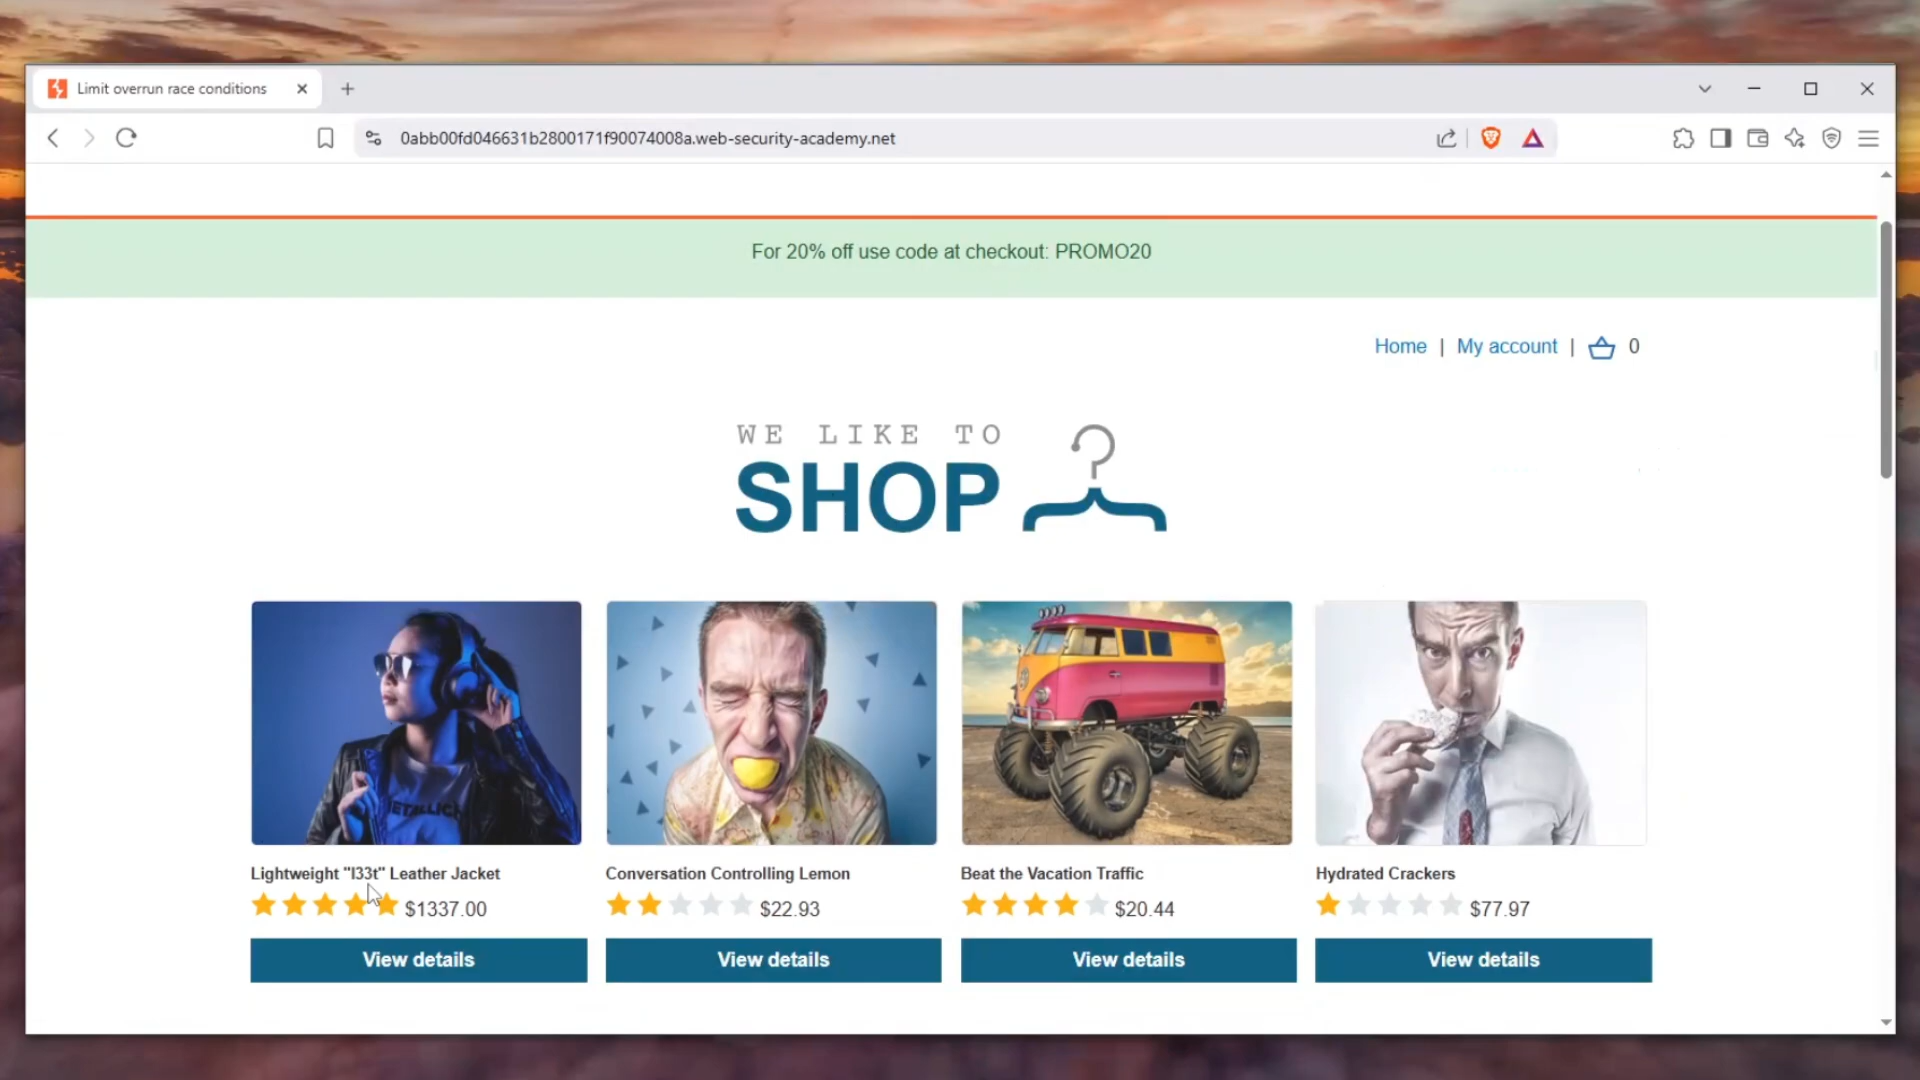 Limit overrun race conditions
0abb00fd046631b2800171f90074008a.web-security-academy.net
For 20% off use code at checkout: PROMO20
Home | My account | 0
WE LIKE TO
SHOP
Lightweight "l33t" Leather Jacket
$1337.00
View details
Conversation Controlling Lemon
$22.93
View details
Beat the Vacation Traffic
$20.44
View details
Hydrated Crackers
$77.97
View details